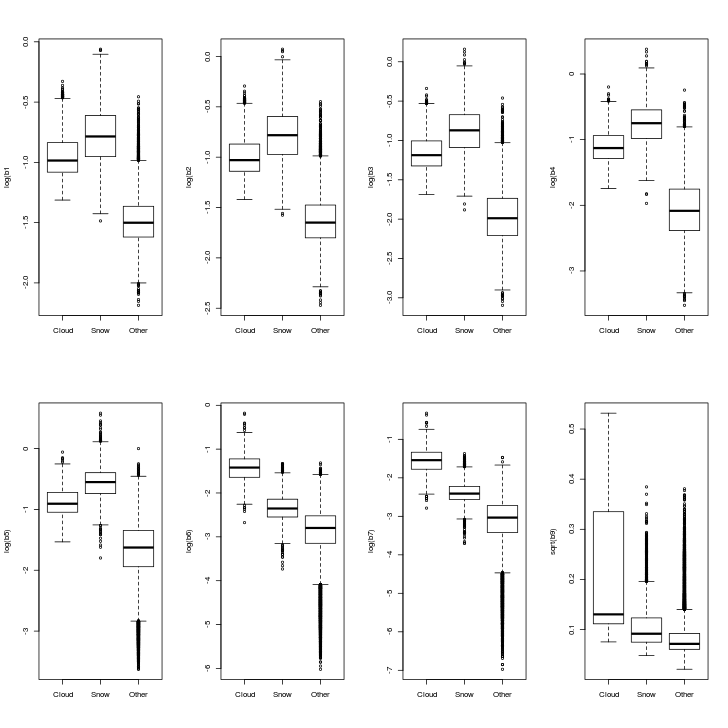 log(b1
0.0
-0.5
-1.0
-1.5
-2.0
Cloud Snow Other
log(b2
0.0
-0.5
-1.0
-1.5
-2.0
-2.5
Cloud Snow Other
log(b3
0.0
-0.5
-1.0
-1.5
-2.0
-2.5
-3.0
Cloud Snow Other
log(b4
0
-1
-2
-3
Cloud Snow Other
log(b5)
0
-1
-2
-3
Cloud Snow Other
log(b6)
0
-1
-2
-3
-4
-5
-6
Cloud Snow Other
log(b7)
-1
-2
-3
-4
-5
-6
-7
Cloud Snow Other
sqrt(b9)
0.5
0.4
0.3
0.2
0.1
Cloud Snow Other